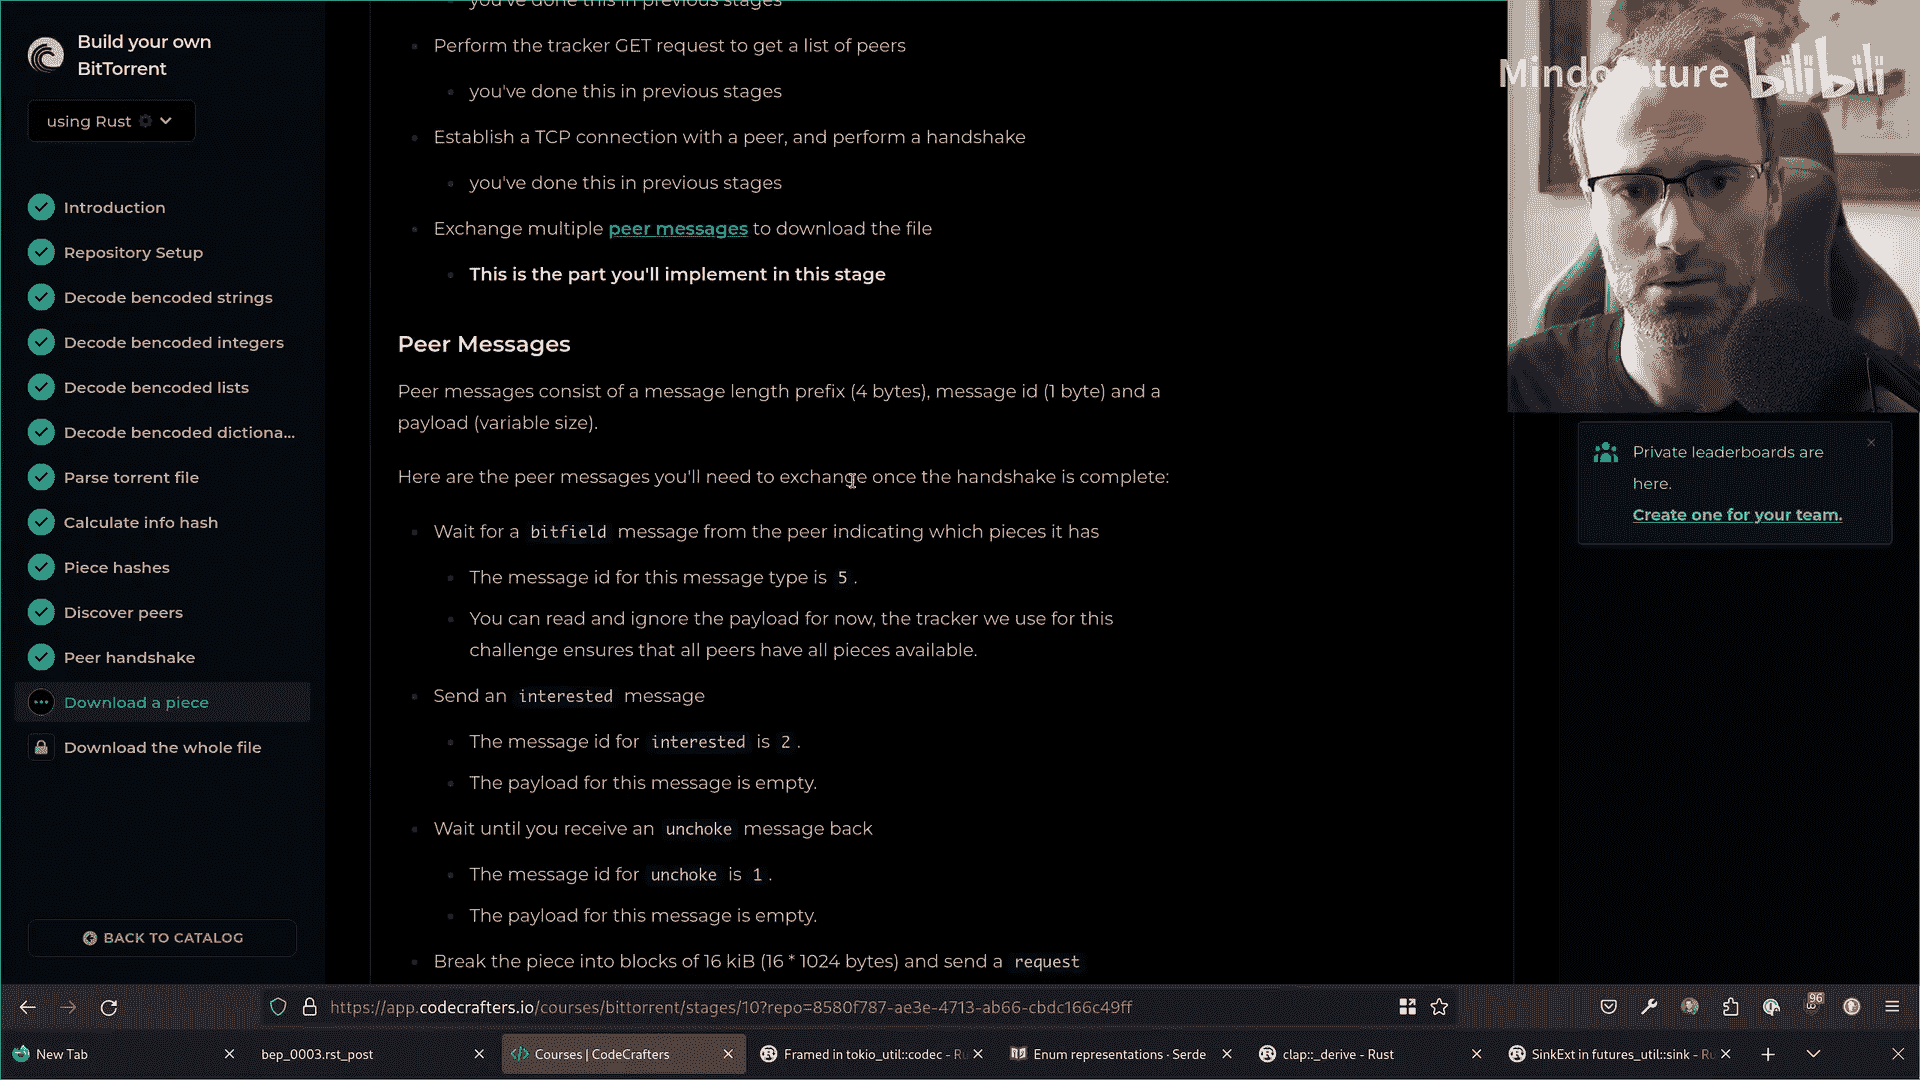 Build your own
BitTorrent
using Rust
Introduction
Repository Setup
Decode bencoded strings
Decode bencoded integers
Decode bencoded lists
Decode bencoded dictiona...
Parse torrent file
Calculate info hash
Piece hashes
Discover peers
Peer handshake
Download a piece
Download the whole file
BACK TO CATALOG
you've done this in previous stages
Perform the tracker GET request to get a list of peers
you've done this in previous stages
Establish a TCP connection with a peer, and perform a handshake
you've done this in previous stages
Exchange multiple peer messages to download the file
This is the part you'll implement in this stage
Peer Messages
Peer messages consist of a message length prefix (4 bytes), message id (1 byte) and a
payload (variable size).
Here are the peer messages you'll need to exchange once the handshake is complete:
Wait for a bitfield message from the peer indicating which pieces it has
The message id for this message type is 5 .
You can read and ignore the payload for now, the tracker we use for this
challenge ensures that all peers have all pieces available.
Send an interested message
The message id for interested is 2 .
The payload for this message is empty.
Wait until you receive an unchoke message back
The message id for unchoke is 1 .
The payload for this message is empty.
Break the piece into blocks of 16 kiB (16 * 1024 bytes) and send a request
bilibili
Private leaderboards are
here.
Create one for your team.
https://app.codecrafters.io/courses/bittorrent/stages/10?repo=8580f787-ae3e-4713-ab66-cbdc166c49ff
96
New Tab
bep_0003.rst_post
Courses | CodeCrafters
Framed in tokio_util::codec - Ru
Enum representations · Serde
clap::_derive - Rust
SinkExt in futures_util::sink - Ru